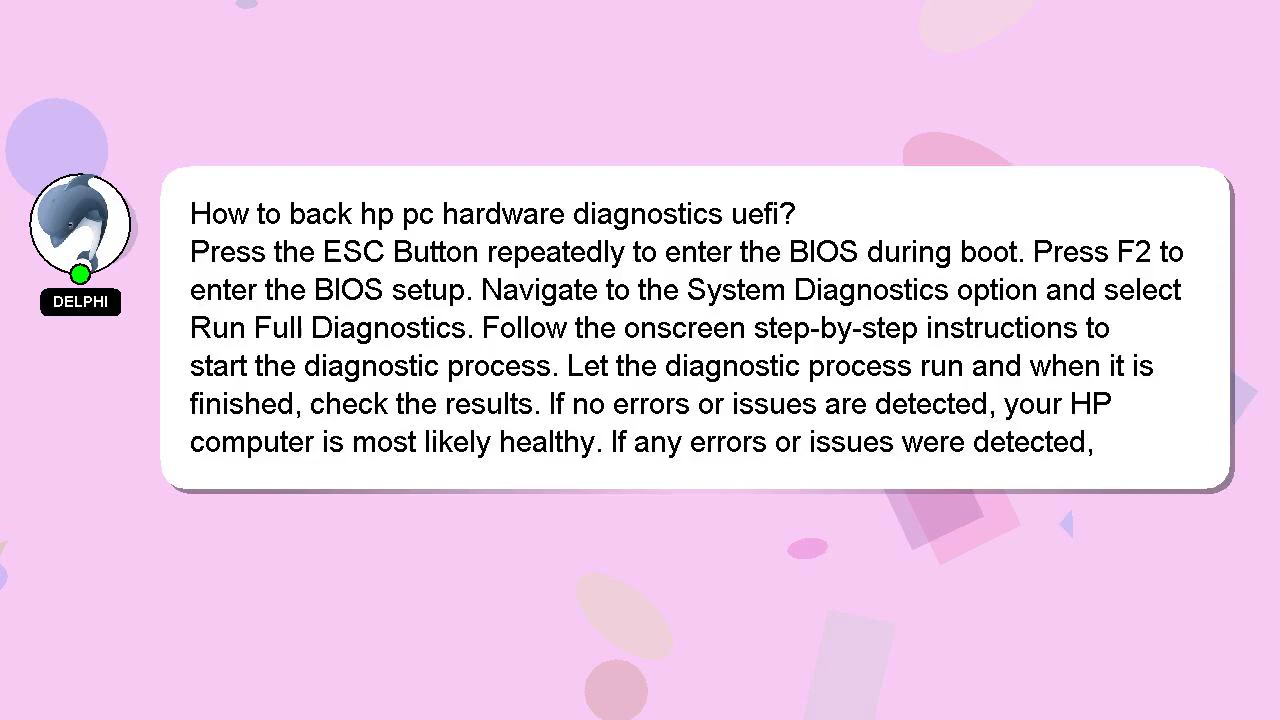 How to back hp pc hardware diagnostics uefi?
Press the ESC Button repeatedly to enter the BIOS during boot. Press F2 to
enter the BIOS setup. Navigate to the System Diagnostics option and select
Run Full Diagnostics. Follow the onscreen step-by-step instructions to
start the diagnostic process. Let the diagnostic process run and when it is
finished, check the results. If no errors or issues are detected, your HP
computer is most likely healthy. If any errors or issues were detected,
DELPHI